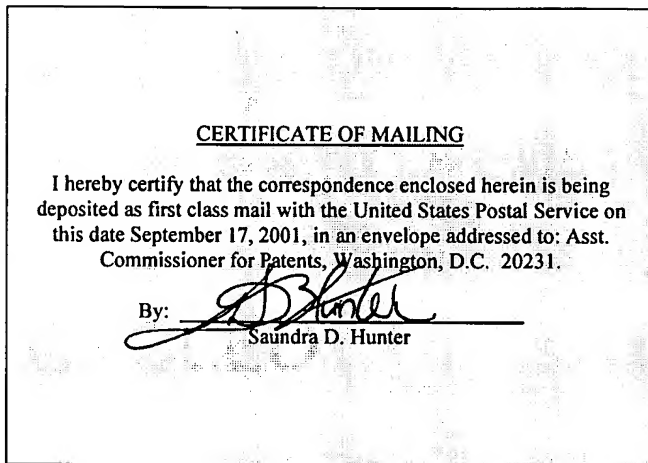 CERTIFICATE OF MAILING
I hereby certify that the correspondence enclosed herein is being
deposited as first class mail with the United States Postal Service on
this date September 17, 2001, in an envelope addressed to: Asst.
Commissioner for Patents, Washington, D.C. 20231.
By: SD Hunter
Saundra D. Hunter